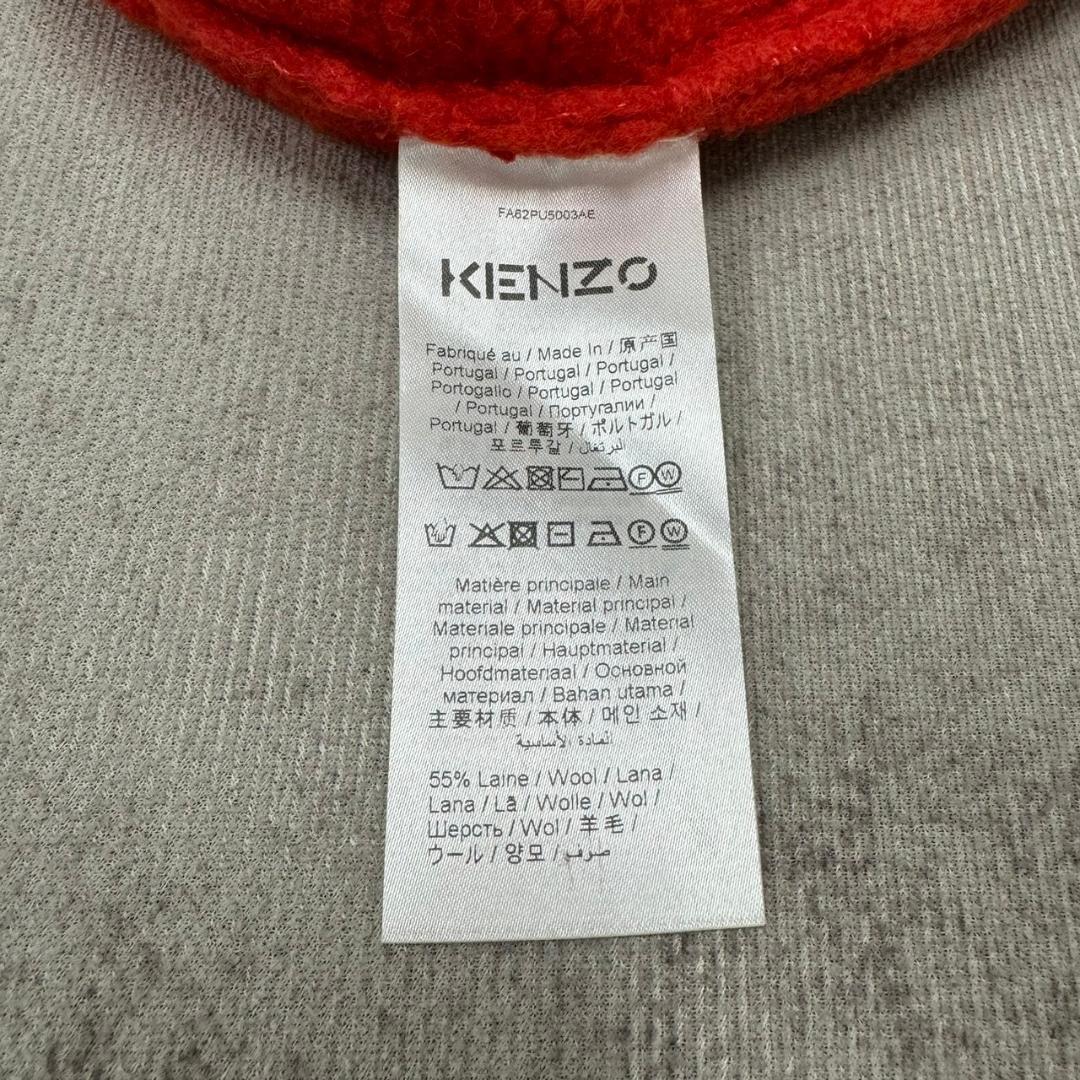 FA62PU5003AE
KENZO
Fabriqué au / Made In / 原产国
Portugal / Portugal / Portugal /
Portogallo / Portugal / Portugal
/ Portugal / Португалии /
Portugal / 葡萄牙 / ポルトガル /
포르투갈 / البرتغال
F W
F W
Matière principale / Main
material / Material principal /
Materiale principale / Material
principal / Hauptmaterial /
Hoofdmateriaal / Основной
материал / Bahan utama /
主要材质 / 本体 / 메인 소재 /
المادة الأساسية
55% Laine / Wool / Lana /
Lana / Lã / Wolle / Wol /
Шерсть / Wol / 羊毛 /
ウール / 양모 / صوف